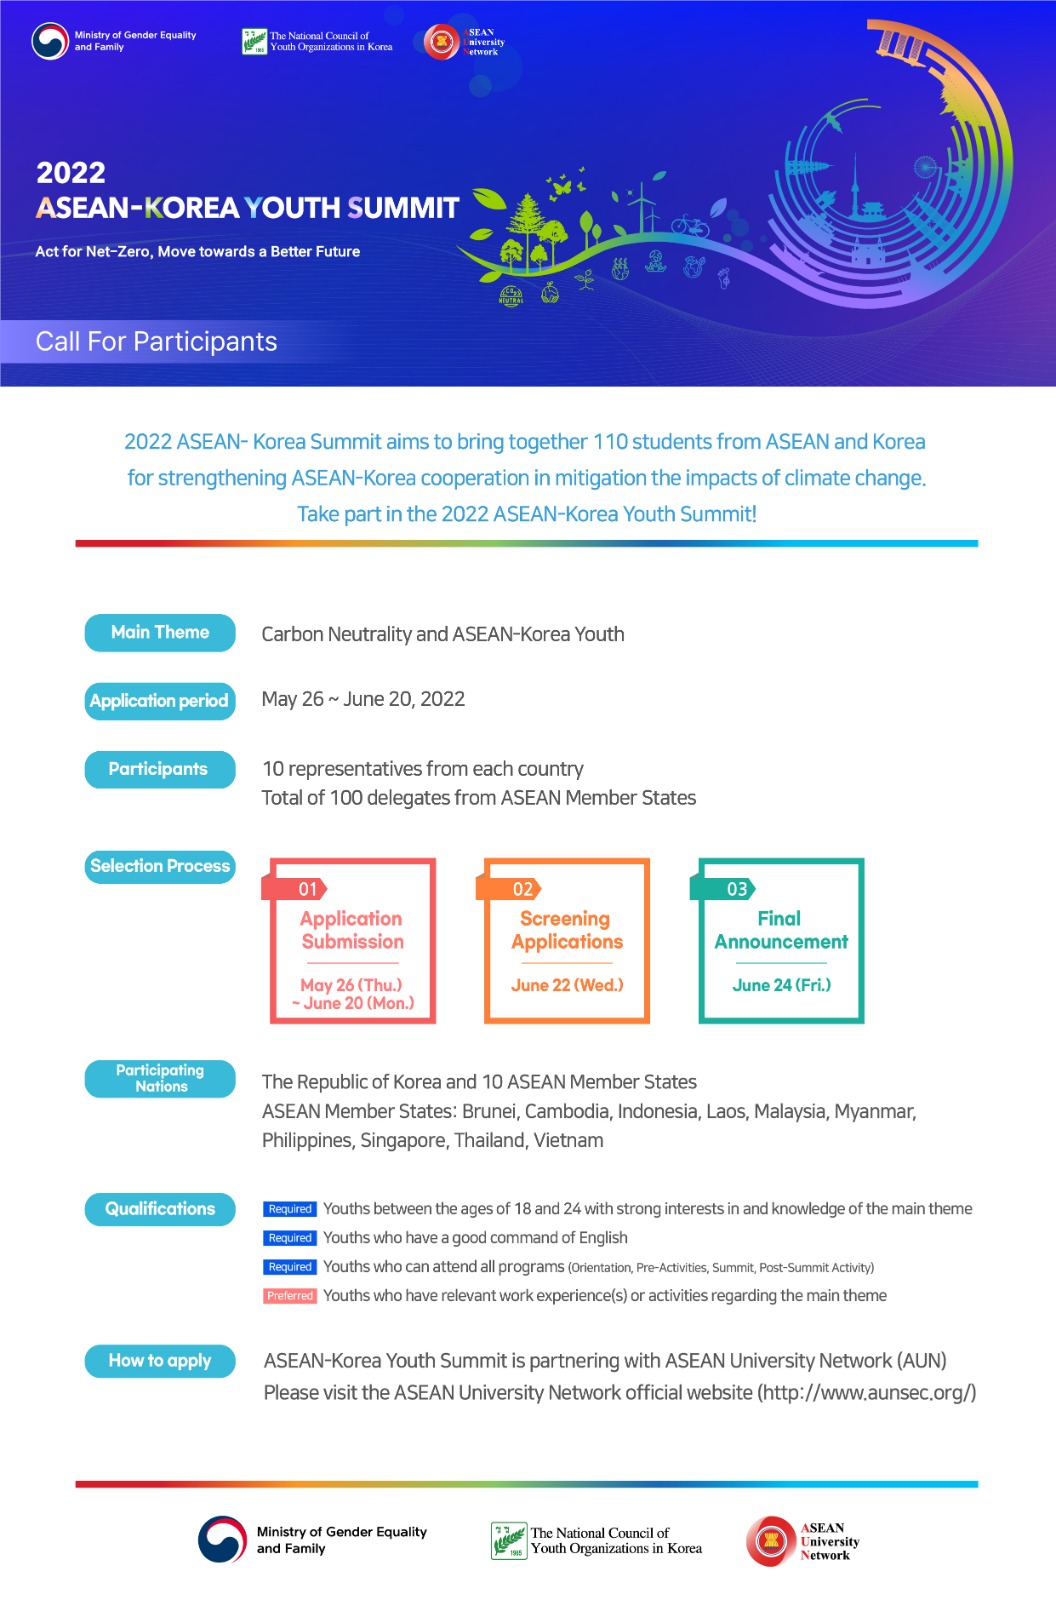 Ministry of Gender Equality
and Family
The National Council of
Youth Organizations in Korea
1965
ASEAN
University
Network
2022
ASEAN-KOREA YOUTH SUMMIT
Act for Net-Zero, Move towards a Better Future
CO2
NEUTRAL
Call For Participants
2022 ASEAN- Korea Summit aims to bring together 110 students from ASEAN and Korea
for strengthening ASEAN-Korea cooperation in mitigation the impacts of climate change.
Take part in the 2022 ASEAN-Korea Youth Summit!
Main Theme
Carbon Neutrality and ASEAN-Korea Youth
Application period
May 26 ~ June 20, 2022
Participants
10 representatives from each country
Total of 100 delegates from ASEAN Member States
Selection Process
01
Application
Submission
May 26 (Thu.)
~ June 20 (Mon.)
02
Screening
Applications
June 22 (Wed.)
03
Final
Announcement
June 24 (Fri.)
Participating
Nations
The Republic of Korea and 10 ASEAN Member States
ASEAN Member States: Brunei, Cambodia, Indonesia, Laos, Malaysia, Myanmar,
Philippines, Singapore, Thailand, Vietnam
Qualifications
Required Youths between the ages of 18 and 24 with strong interests in and knowledge of the main theme
Required Youths who have a good command of English
Required Youths who can attend all programs (Orientation, Pre-Activities, Summit, Post-Summit Activity)
Preferred Youths who have relevant work experience(s) or activities regarding the main theme
How to apply
ASEAN-Korea Youth Summit is partnering with ASEAN University Network (AUN)
Please visit the ASEAN University Network official website (http://www.aunsec.org/)
Ministry of Gender Equality
and Family
The National Council of
Youth Organizations in Korea
1965
ASEAN
University
Network